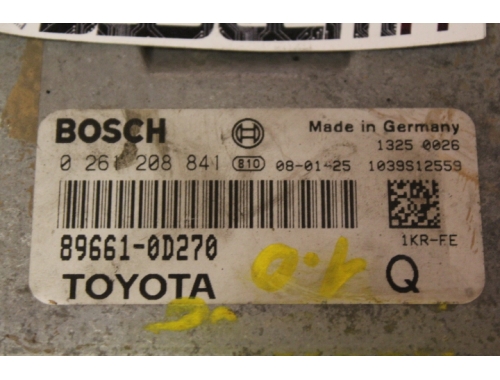 BOSCH
Made in Germany
1325 0026
0 261 208 841 810 08-01-25 1039S12559
89661-0D270
1KR-FE
TOYOTA
Q
1.0